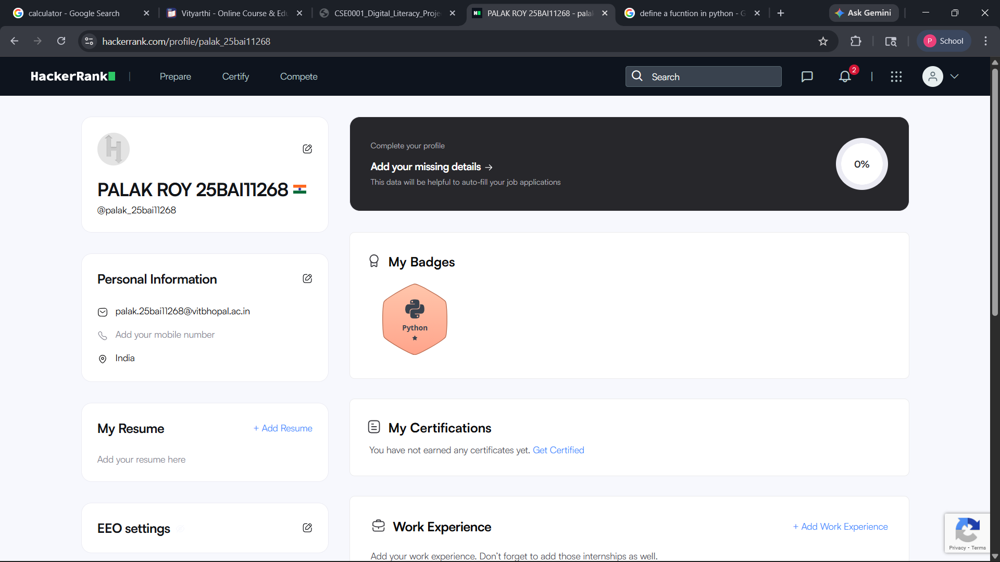 calculator - Google Search
Vityarthi - Online Course & Edu
CSE0001_Digital_Literacy_Proje
PALAK ROY 25BAI11268 - pala
define a fucntion in python - G
Ask Gemini
hackerrank.com/profile/palak_25bai11268
P
School
HackerRank
Prepare
Certify
Compete
Search
2
PALAK ROY 25BAI11268
@palak_25bai11268
Complete your profile
Add your missing details →
This data will be helpful to auto-fill your job applications
0%
Personal Information
palak.25bai11268@vitbhopal.ac.in
Add your mobile number
India
My Badges
Python
My Resume
+ Add Resume
Add your resume here
My Certifications
You have not earned any certificates yet. Get Certified
EEO settings
Work Experience
+ Add Work Experience
Add your work experience. Don't forget to add those internships as well.
Privacy - Terms